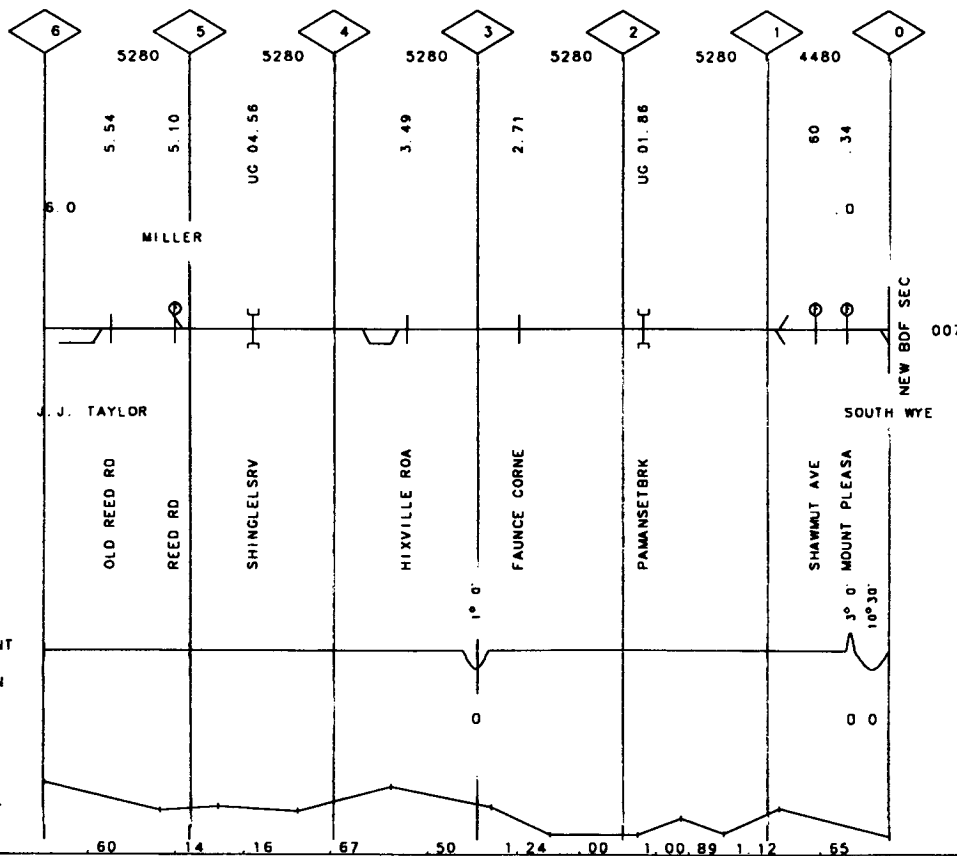 6 5 4 3 2 1 0
5280 5280 5280 5280 5280 4480
5.54
5.10
UG 04.56
3.49
2.71
UG 01.86
60
.34
6.0
.0
MILLER
NEW BDF SEC
007
J.J. TAYLOR
SOUTH WYE
OLD REED RD
REED RD
SHINGLELSRV
HIXVILLE ROA
FAUNCE CORNE
PAMANSETBRK
SHAWMUT AVE
MOUNT PLEASA
1° 0'
3° 0'
10°30'
NT
N
0 0 0
.60 .14 .16 .67 .50 1.24 .00 1.00 .89 1.12 .65